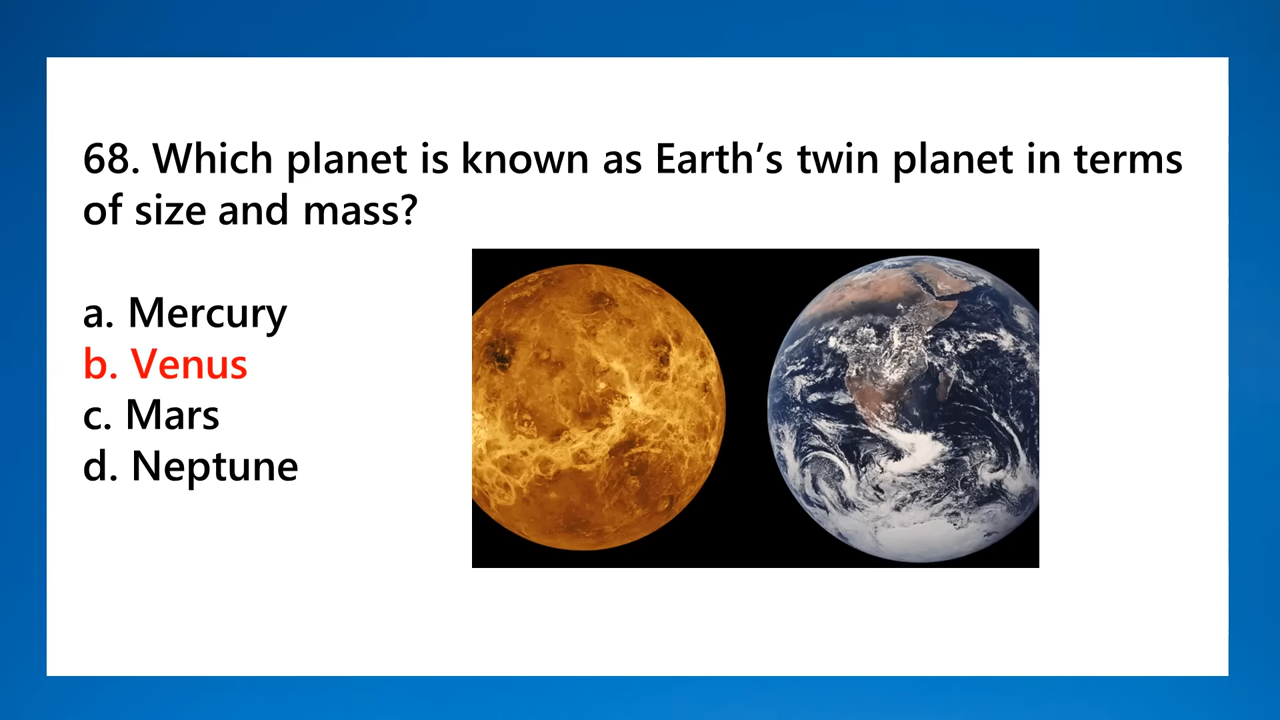 68. Which planet is known as Earth’s twin planet in terms
of size and mass?
a. Mercury
b. Venus
c. Mars
d. Neptune